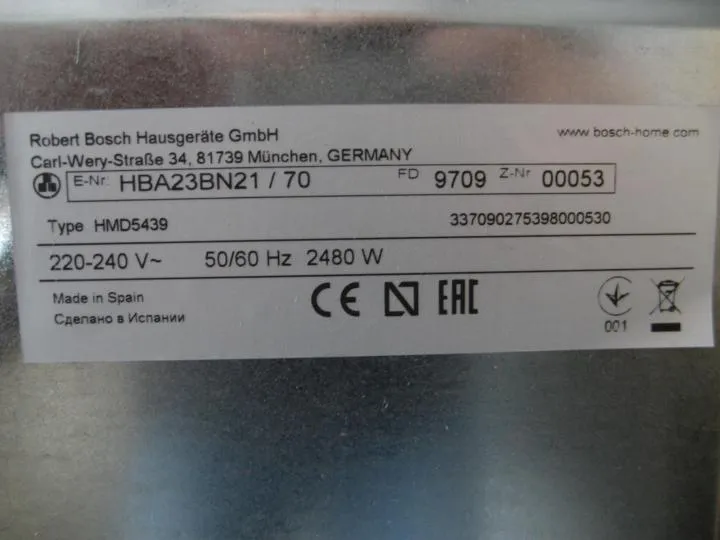 Robert Bosch Hausgeräte GmbH
www.bosch-home.com
Carl-Wery-Straße 34, 81739 München, GERMANY
E-Nr. HBA23BN21 / 70 FD 9709 Z-Nr 00053
Type HMD5439 337090275398000530
220-240 V~ 50/60 Hz 2480 W
Made in Spain
Сделано в Испании
CE EAC
001